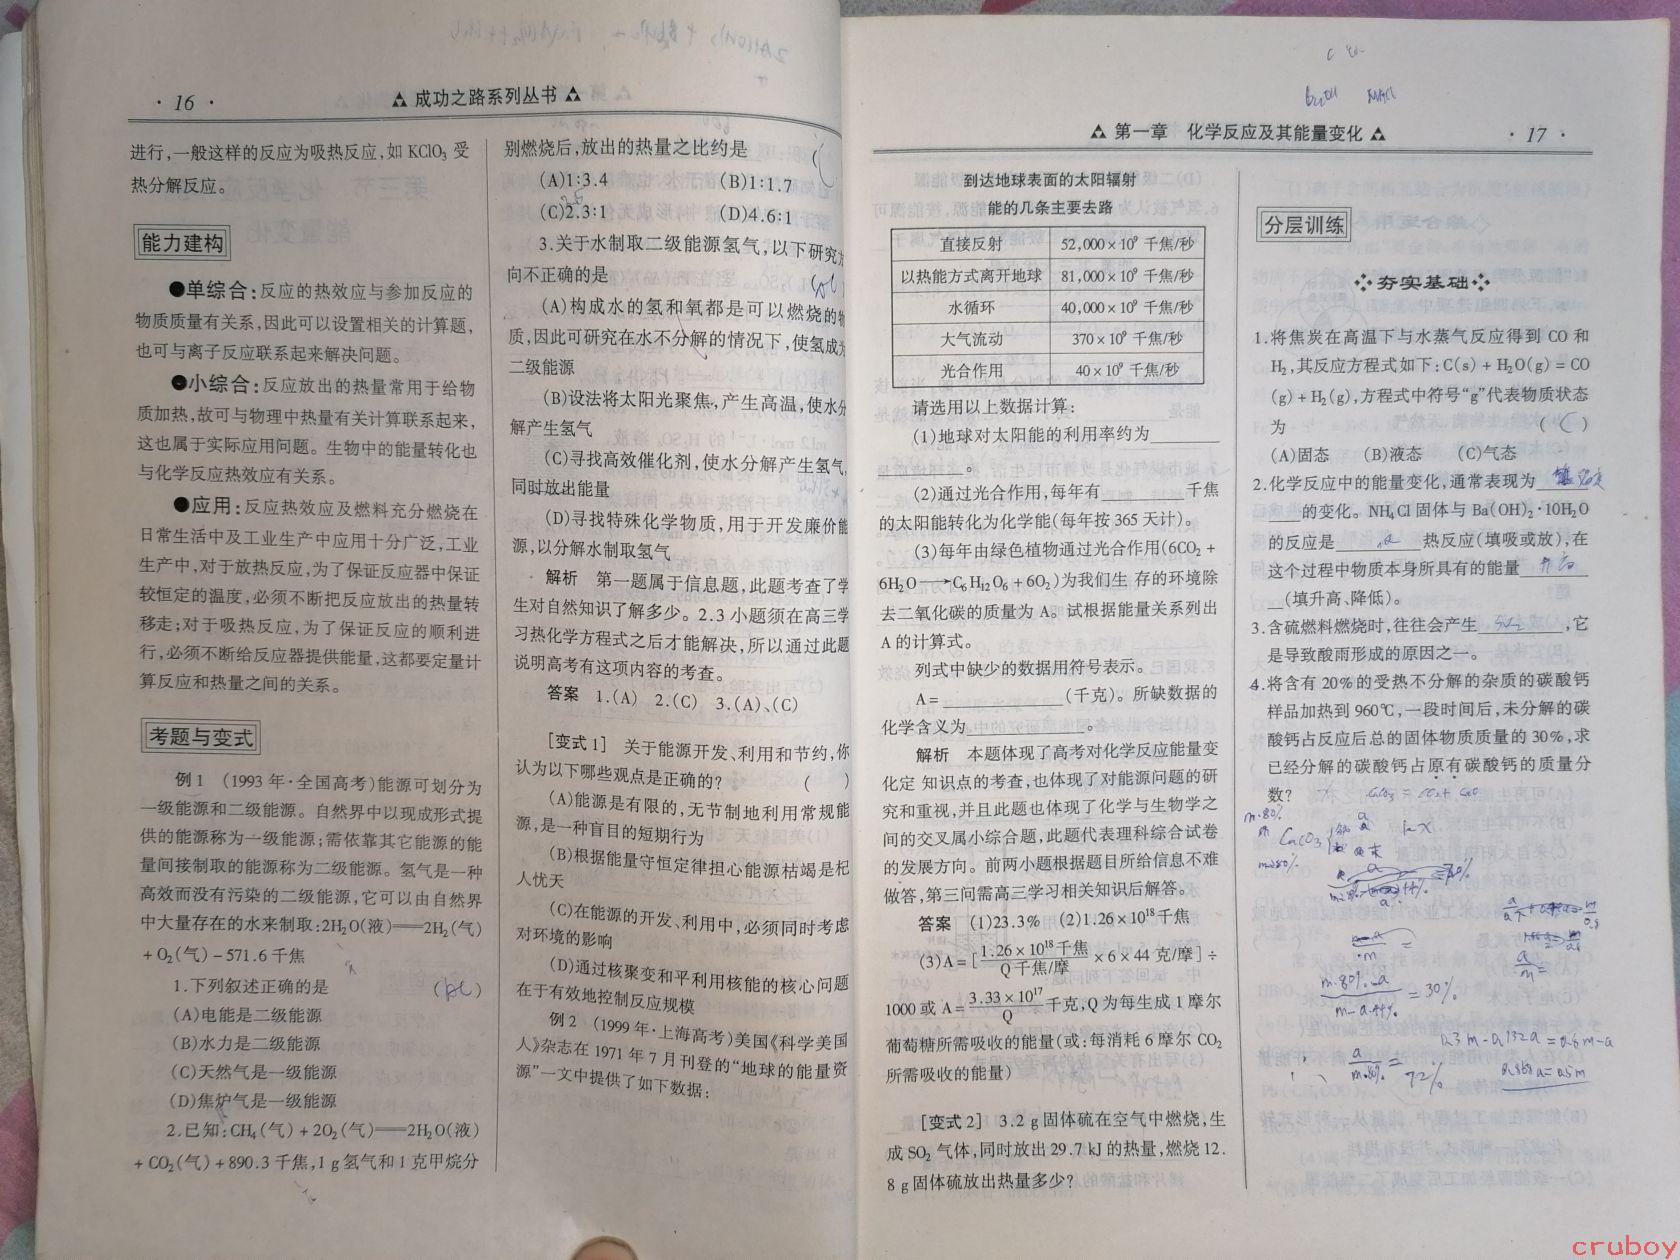 · 16 ·
成功之路系列丛书
进行,一般这样的反应为吸热反应,如 KClO₃ 受
热分解反应。
能力建构
●单综合:反应的热效应与参加反应的
物质质量有关系,因此可以设置相关的计算题,
也可与离子反应联系起来解决问题。
●小综合:反应放出的热量常用于给物
质加热,故可与物理中热量有关计算联系起来,
这也属于实际应用问题。生物中的能量转化也
与化学反应热效应有关系。
●应用:反应热效应及燃料充分燃烧在
日常生活中及工业生产中应用十分广泛,工业
生产中,对于放热反应,为了保证反应器中保证
较恒定的温度,必须不断把反应放出的热量转
移走;对于吸热反应,为了保证反应的顺利进
行,必须不断给反应器提供能量,这都要定量计
算反应和热量之间的关系。
考题与变式
例 1 (1993 年·全国高考)能源可划分为
一级能源和二级能源。自然界中以现成形式提
供的能源称为一级能源;需依靠其它能源的能
量间接制取的能源称为二级能源。氢气是一种
高效而没有污染的二级能源,它可以由自然界
中大量存在的水来制取:2H₂O(液)══2H₂(气)
+O₂(气)-571.6 千焦
1.下列叙述正确的是 (AC)
(A)电能是二级能源
(B)水力是二级能源
(C)天然气是一级能源
(D)焦炉气是一级能源
2.已知:CH₄(气)+2O₂(气)══2H₂O(液)
+CO₂(气)+890.3 千焦,1 g 氢气和 1 克甲烷分
别燃烧后,放出的热量之比约是
(A)1:3.4 (B)1:1.7
(C)2.3:1 (D)4.6:1
3.关于水制取二级能源氢气,以下研究方
向不正确的是
(A)构成水的氢和氧都是可以燃烧的物
质,因此可研究在水不分解的情况下,使氢成为
二级能源
(B)设法将太阳光聚焦,产生高温,使水分
解产生氢气
(C)寻找高效催化剂,使水分解产生氢气,
同时放出能量
(D)寻找特殊化学物质,用于开发廉价能
源,以分解水制取氢气
解析 第一题属于信息题,此题考查了学
生对自然知识了解多少。2.3 小题须在高三学
习热化学方程式之后才能解决,所以通过此题
说明高考有这项内容的考查。
答案 1.(A) 2.(C) 3.(A)、(C)
[变式 1] 关于能源开发、利用和节约,你
认为以下哪些观点是正确的? ( )
(A)能源是有限的,无节制地利用常规能
源,是一种盲目的短期行为
(B)根据能量守恒定律担心能源枯竭是杞
人忧天
(C)在能源的开发、利用中,必须同时考虑
对环境的影响
(D)通过核聚变和平利用核能的核心问题
在于有效地控制反应规模
例 2 (1999 年·上海高考)美国《科学美国
人》杂志在 1971 年 7 月刊登的“地球的能量资
源”一文中提供了如下数据:
第一章 化学反应及其能量变化
· 17 ·
到达地球表面的太阳辐射
能的几条主要去路
直接反射 52,000×10⁹ 千焦/秒
以热能方式离开地球 81,000×10⁹ 千焦/秒
水循环 40,000×10⁹ 千焦/秒
大气流动 370×10⁹ 千焦/秒
光合作用 40×10⁹ 千焦/秒
请选用以上数据计算:
(1)地球对太阳能的利用率约为______
______。
(2)通过光合作用,每年有______千焦
的太阳能转化为化学能(每年按 365 天计)。
(3)每年由绿色植物通过光合作用(6CO₂+
6H₂O⟶C₆H₁₂O₆+6O₂)为我们生 存的环境除
去二氧化碳的质量为 A。试根据能量关系列出
A 的计算式。
列式中缺少的数据用符号表示。
A=____________(千克)。所缺数据的
化学含义为________。
解析 本题体现了高考对化学反应能量变
化定 知识点的考查,也体现了对能源问题的研
究和重视,并且此题也体现了化学与生物学之
间的交叉属小综合题,此题代表理科综合试卷
的发展方向。前两小题根据题目所给信息不难
做答,第三问需高三学习相关知识后解答。
答案 (1)23.3% (2)1.26×10¹⁸千焦
(3)A=[1.26×10¹⁸千焦/Q千焦/摩×6×44 克/摩]÷
1000 或 A=3.33×10¹⁷/Q千克,Q 为每生成 1 摩尔
葡萄糖所需吸收的能量(或:每消耗 6 摩尔 CO₂
所需吸收的能量)
[变式 2] 3.2 g 固体硫在空气中燃烧,生
成 SO₂ 气体,同时放出 29.7 kJ 的热量,燃烧 12.
8 g 固体硫放出热量多少?
分层训练
夯实基础
1.将焦炭在高温下与水蒸气反应得到 CO 和
H₂,其反应方程式如下:C(s)+H₂O(g)=CO
(g)+H₂(g),方程式中符号“g”代表物质状态
为 (C)
(A)固态 (B)液态 (C)气态
2.化学反应中的能量变化,通常表现为
___的变化。NH₄Cl 固体与 Ba(OH)₂·10H₂O
的反应是______热反应(填吸或放),在
这个过程中物质本身所具有的能量 升高
__(填升高、降低)。
3.含硫燃料燃烧时,往往会产生 SO₂ ,它
是导致酸雨形成的原因之一。
4.将含有 20%的受热不分解的杂质的碳酸钙
样品加热到 960℃,一段时间后,未分解的碳
酸钙占反应后总的固体物质质量的 30%,求
已经分解的碳酸钙占原有碳酸钙的质量分
数?
CaCO₃ = CO₂+ CaO
m·80%
CaCO₃
m·80%
m·80%-a/m-a·44% = 30%
0.3m-0.132a=0.8m-a
a/m·80% = 72%
0.868a=0.5m
cruboy